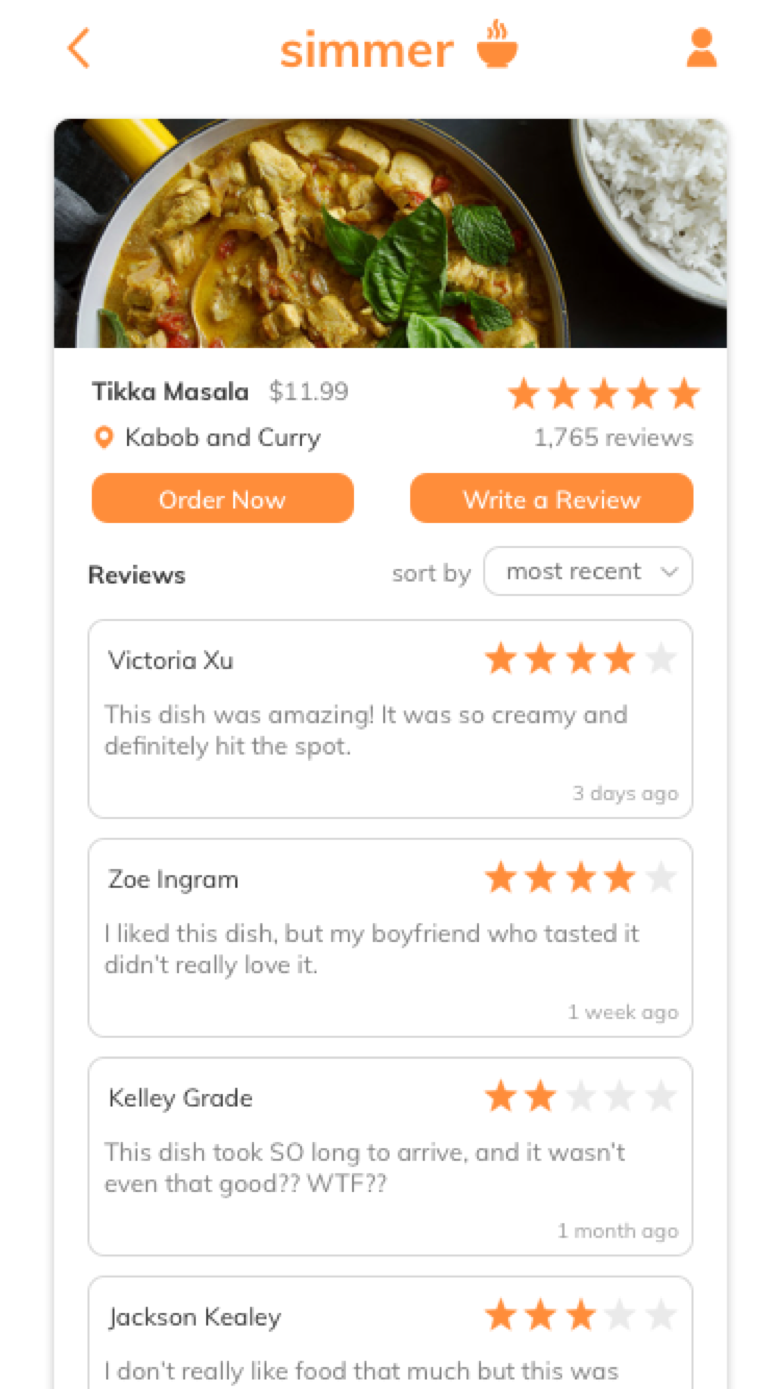 simmer
Tikka Masala $11.99
Kabob and Curry 1,765 reviews
Order Now Write a Review
Reviews sort by most recent
Victoria Xu
This dish was amazing! It was so creamy and
definitely hit the spot.
3 days ago
Zoe Ingram
I liked this dish, but my boyfriend who tasted it
didn't really love it.
1 week ago
Kelley Grade
This dish took SO long to arrive, and it wasn't
even that good?? WTF??
1 month ago
Jackson Kealey
I don't really like food that much but this was